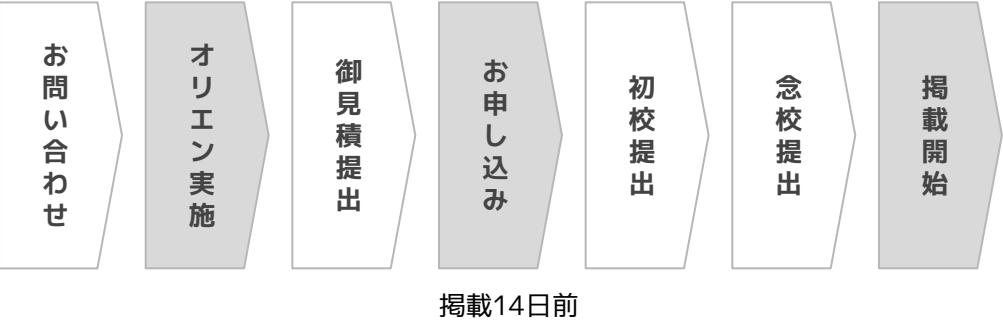 お問い合わせ
オリエン実施
御見積提出
お申し込み
初校提出
念校提出
掲載開始
掲載14日前